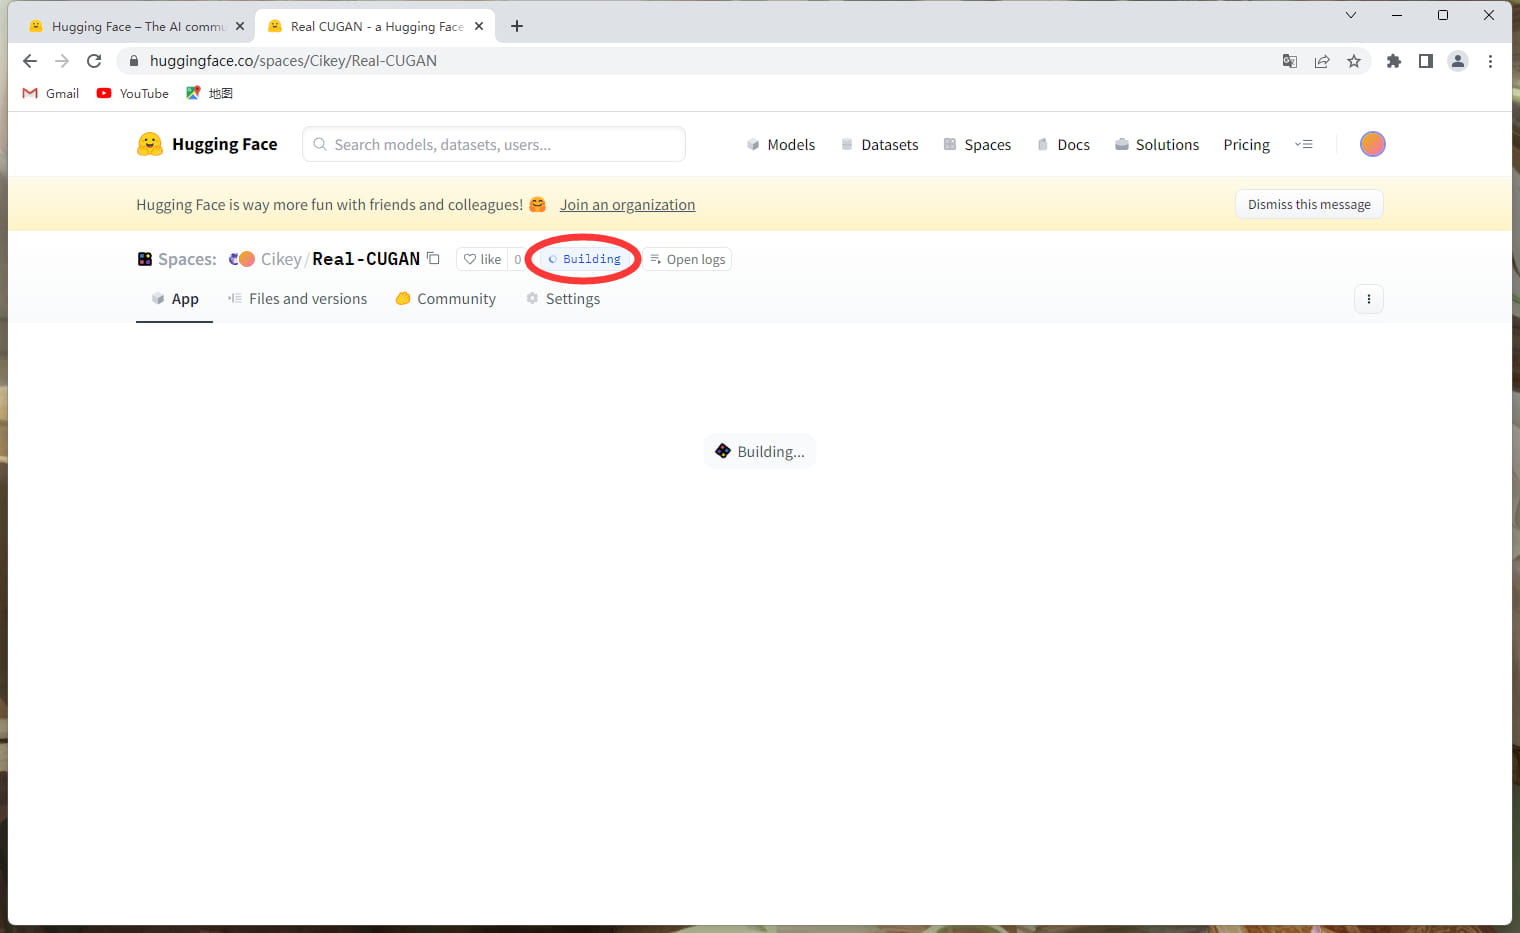 Hugging Face – The AI commu
Real CUGAN - a Hugging Face
huggingface.co/spaces/Cikey/Real-CUGAN
Gmail YouTube 地图
Hugging Face Search models, datasets, users... Models Datasets Spaces Docs Solutions Pricing
Hugging Face is way more fun with friends and colleagues! 🤗 Join an organization Dismiss this message
Spaces: Cikey/Real-CUGAN like 0 Building Open logs
App Files and versions Community Settings
Building...